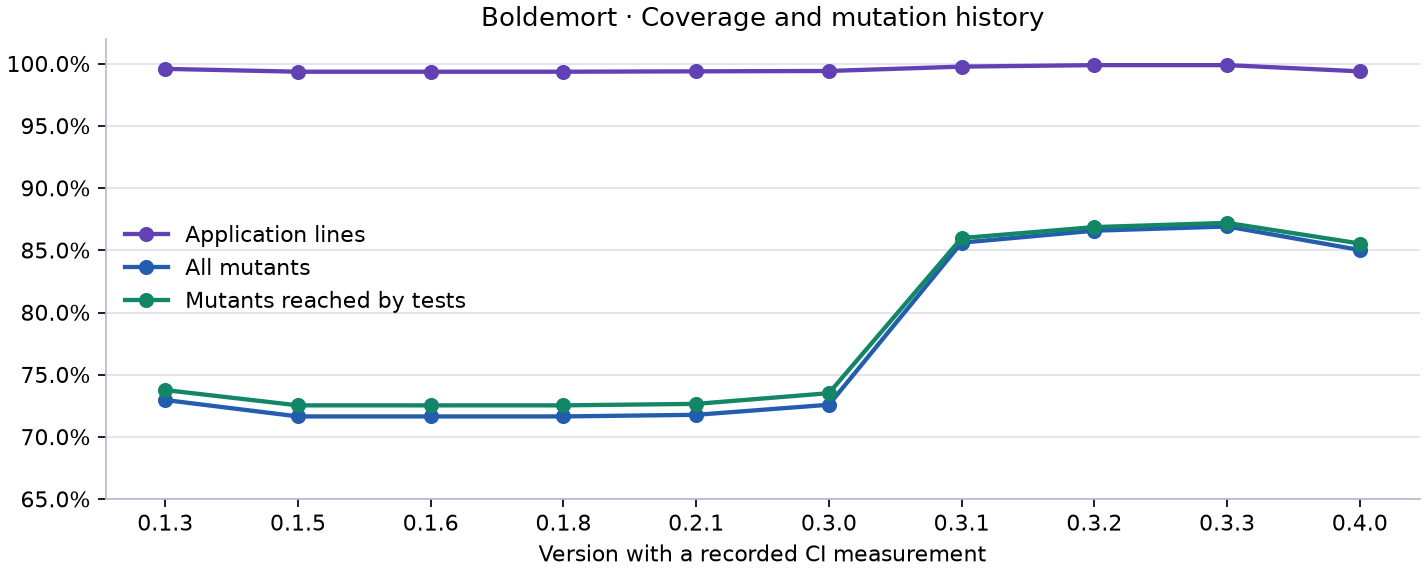 Boldemort · Coverage and mutation history
100.0%
95.0%
90.0%
85.0%
80.0%
75.0%
70.0%
65.0%
Application lines
All mutants
Mutants reached by tests
0.1.3 0.1.5 0.1.6 0.1.8 0.2.1 0.3.0 0.3.1 0.3.2 0.3.3 0.4.0
Version with a recorded CI measurement